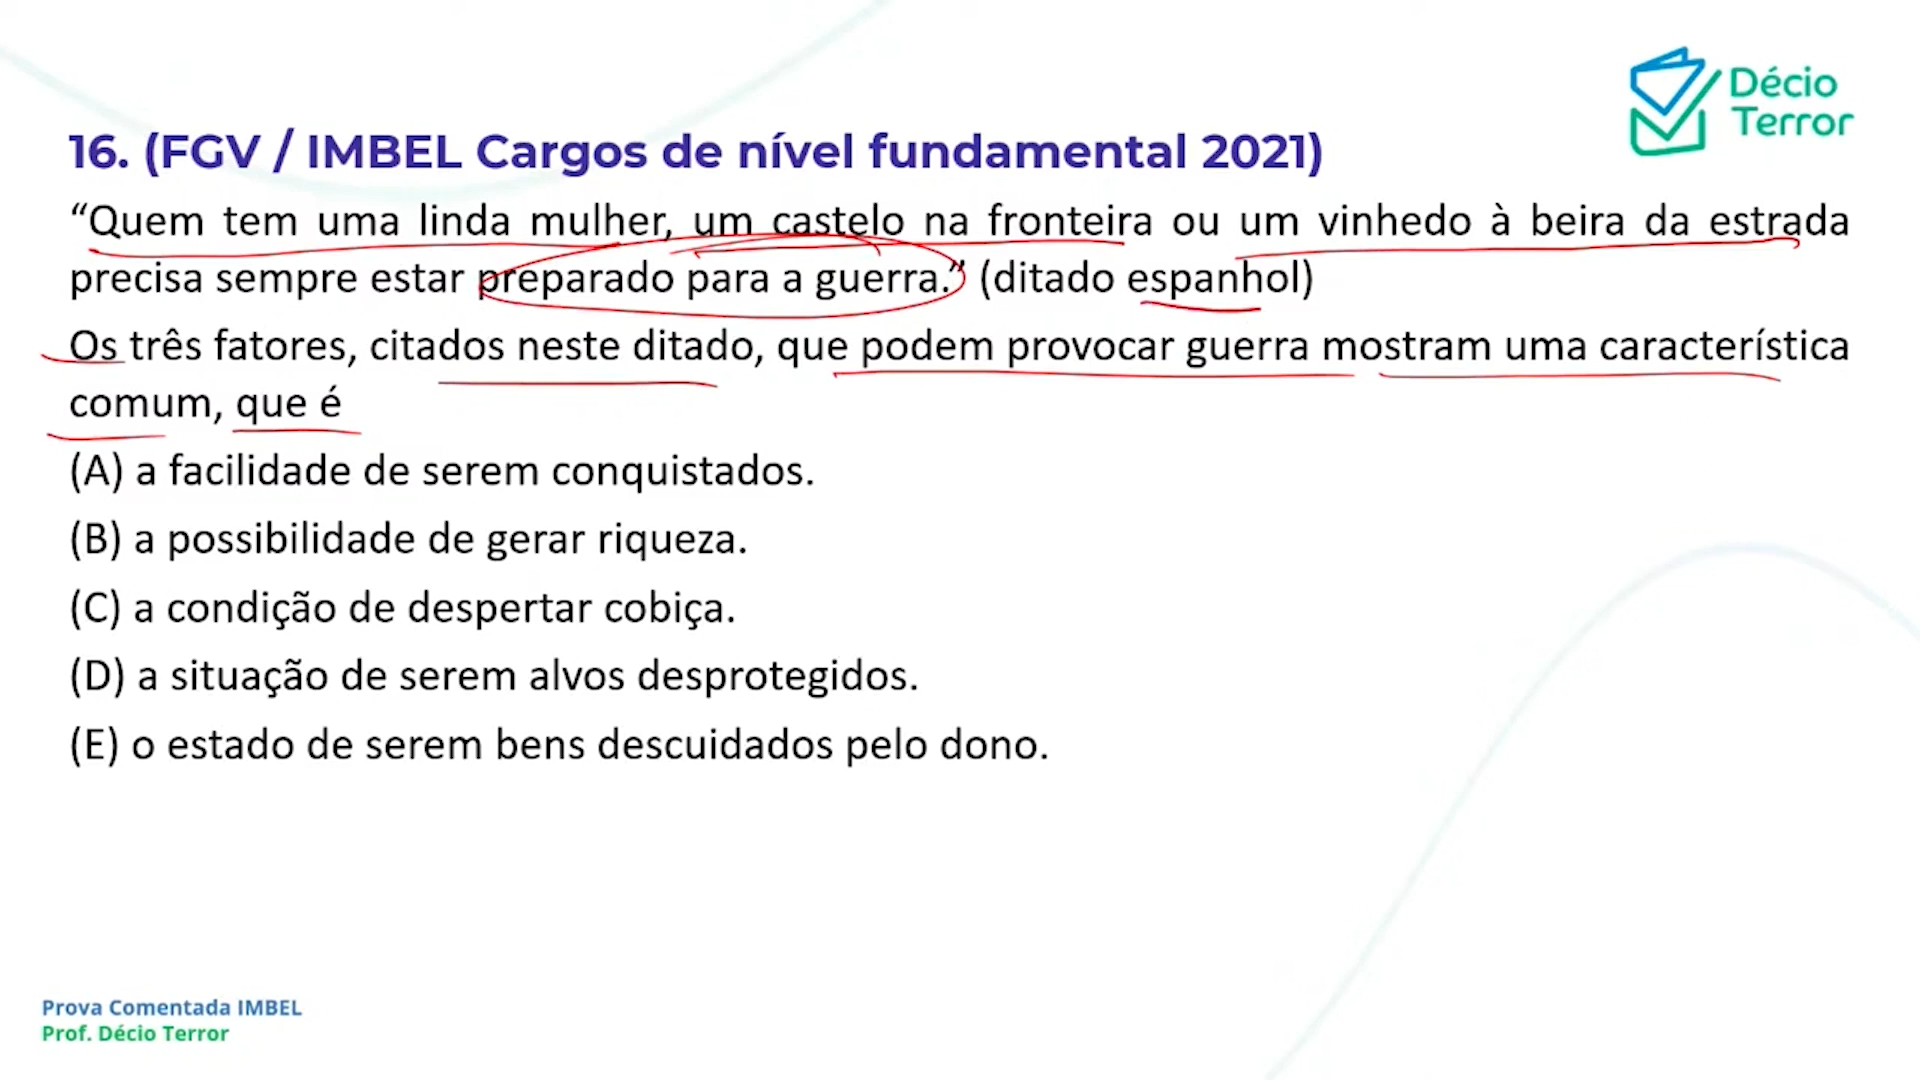 Décio
Terror
16. (FGV / IMBEL Cargos de nível fundamental 2021)
“Quem tem uma linda mulher, um castelo na fronteira ou um vinhedo à beira da estrada
precisa sempre estar preparado para a guerra.” (ditado espanhol)
Os três fatores, citados neste ditado, que podem provocar guerra mostram uma característica
comum, que é
(A) a facilidade de serem conquistados.
(B) a possibilidade de gerar riqueza.
(C) a condição de despertar cobiça.
(D) a situação de serem alvos desprotegidos.
(E) o estado de serem bens descuidados pelo dono.
Prova Comentada IMBEL
Prof. Décio Terror